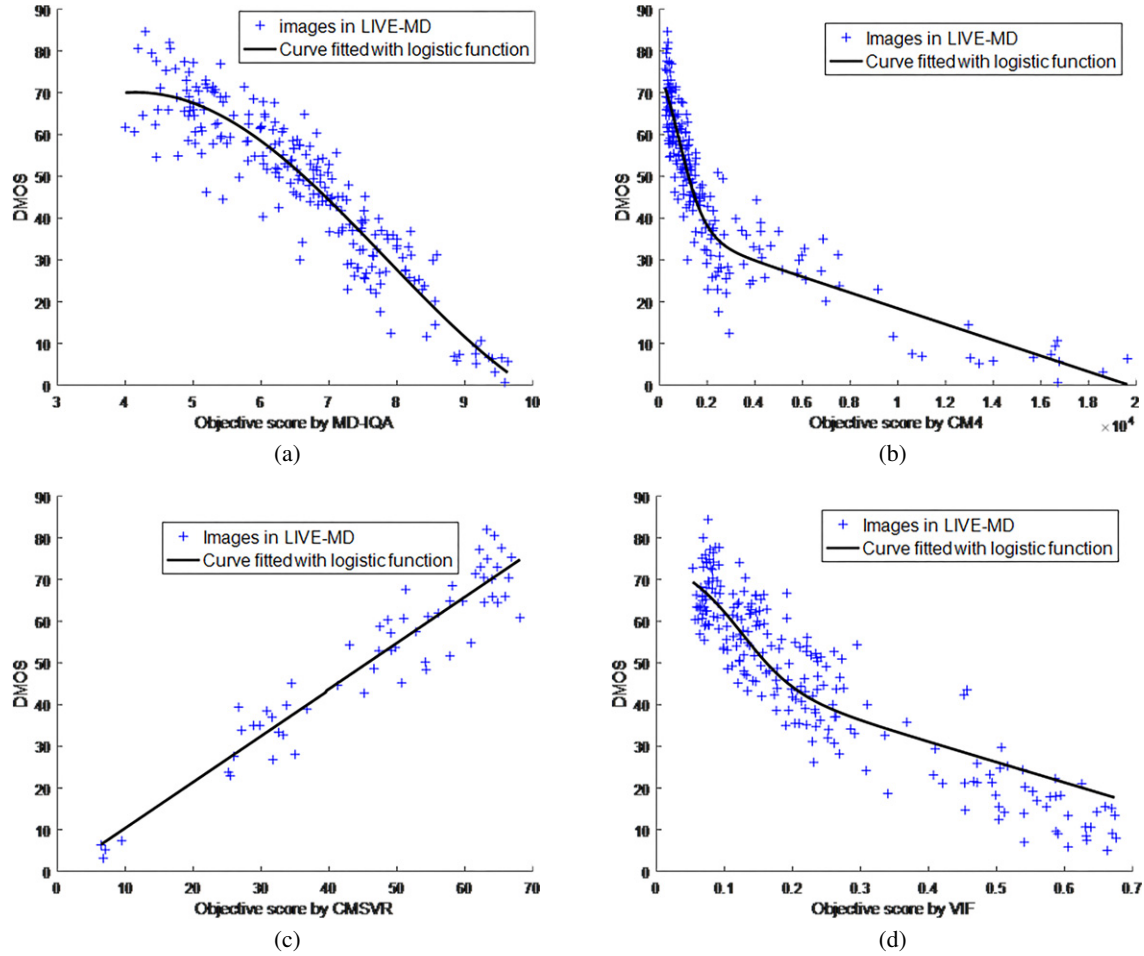 images in LIVE-MD
Curve fitted with logistic function
90
80
70
60
50
40
30
20
10
0
DMOS
3 4 5 6 7 8 9 10
Objective score by MD-IQA
(a)
Images in LIVE-MD
Curve fitted with logistic function
90
80
70
60
50
40
30
20
10
0
DMOS
0 0.2 0.4 0.6 0.8 1 1.2 1.4 1.6 1.8 2
Objective score by CM4 ×10^4
(b)
Images in LIVE-MD
Curve fitted with logistic function
90
80
70
60
50
40
30
20
10
0
DMOS
0 10 20 30 40 50 60 70
Objective score by CMSVR
(c)
Images in LIVE-MD
Curve fitted with logistic function
90
80
70
60
50
40
30
20
10
0
DMOS
0 0.1 0.2 0.3 0.4 0.5 0.6 0.7
Objective score by VIF
(d)